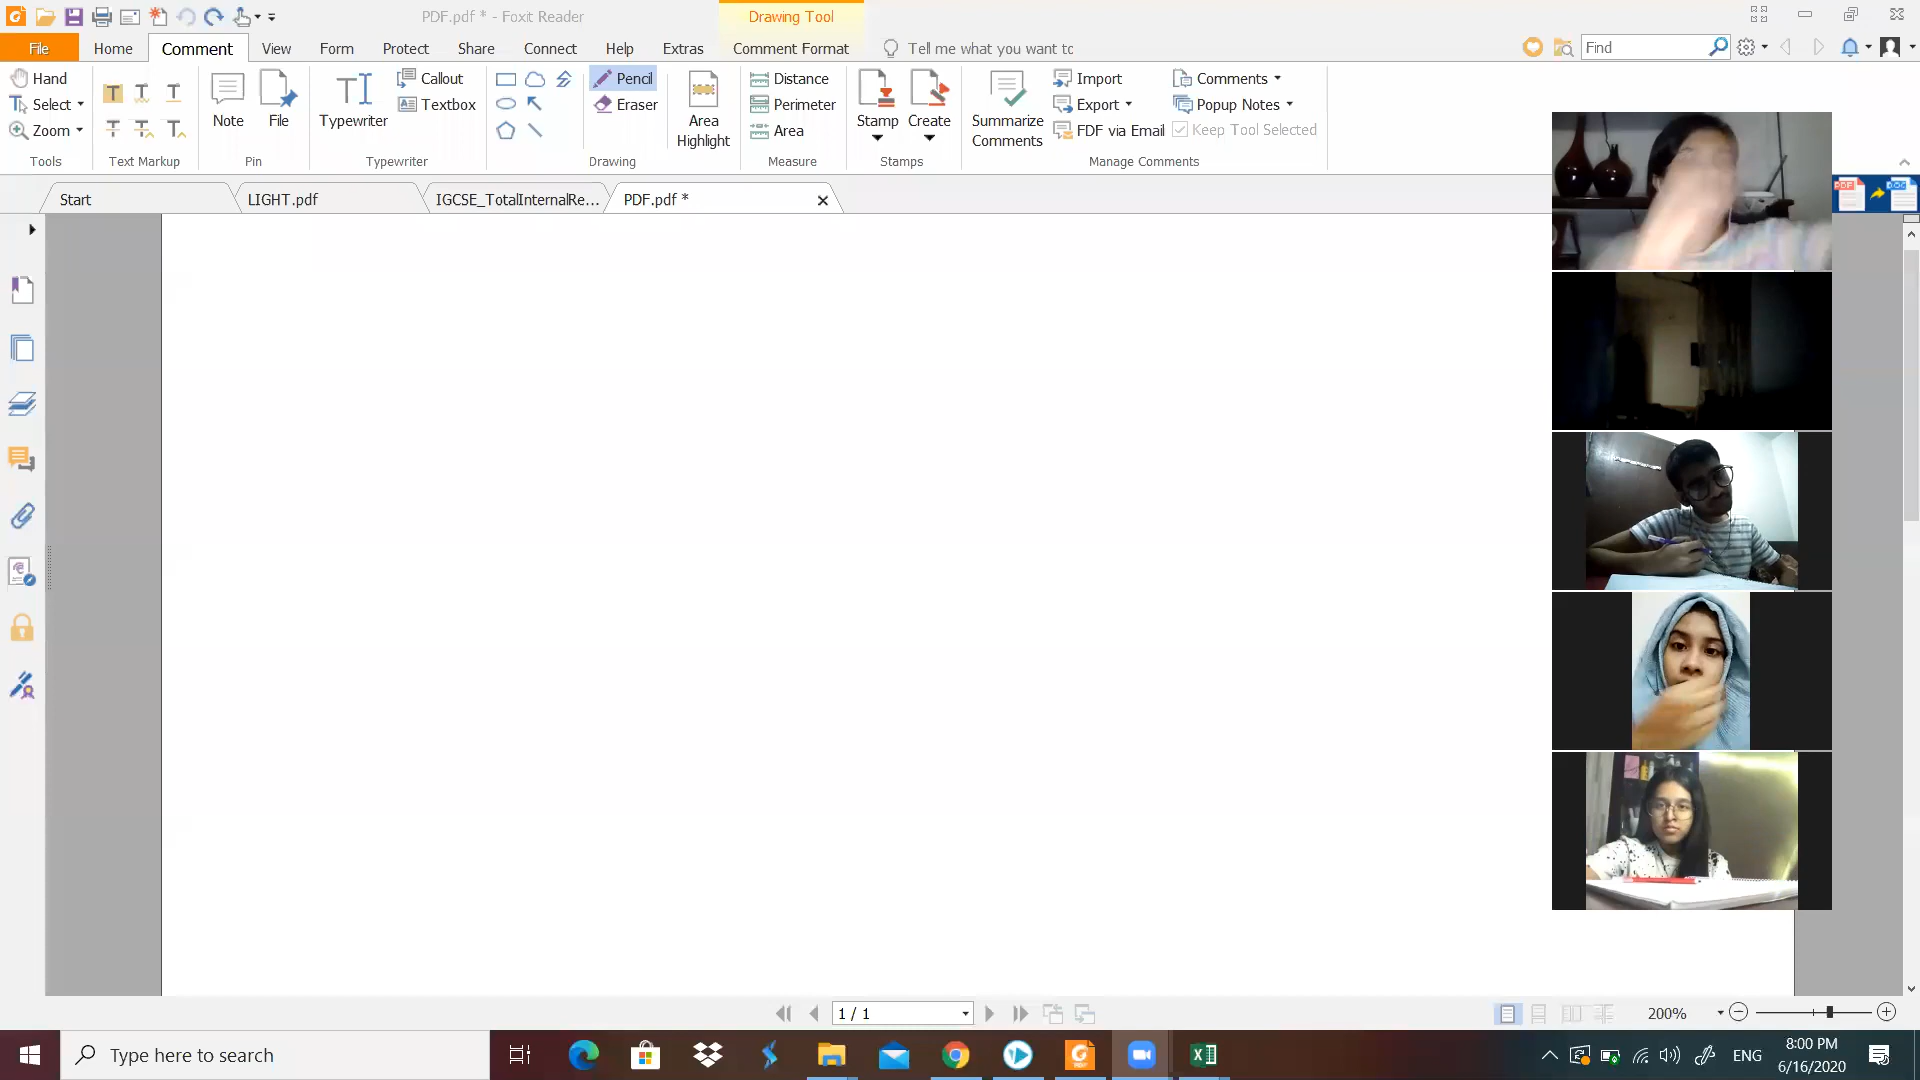 PDF.pdf * - Foxit Reader
Drawing Tool
File
Home
Comment
View
Form
Protect
Share
Connect
Help
Extras
Comment Format
Tell me what you want to
Find
Hand
Select
Zoom
Tools
Text Markup
Note
File
Pin
Typewriter
Callout
Textbox
Typewriter
Pencil
Eraser
Drawing
Area
Highlight
Distance
Perimeter
Area
Measure
Stamp
Create
Stamps
Summarize
Comments
Import
Export
FDF via Email
Comments
Popup Notes
Keep Tool Selected
Manage Comments
Start
LIGHT.pdf
IGCSE_TotalInternalRe...
PDF.pdf *
1 / 1
200%
Type here to search
ENG
8:00 PM
6/16/2020